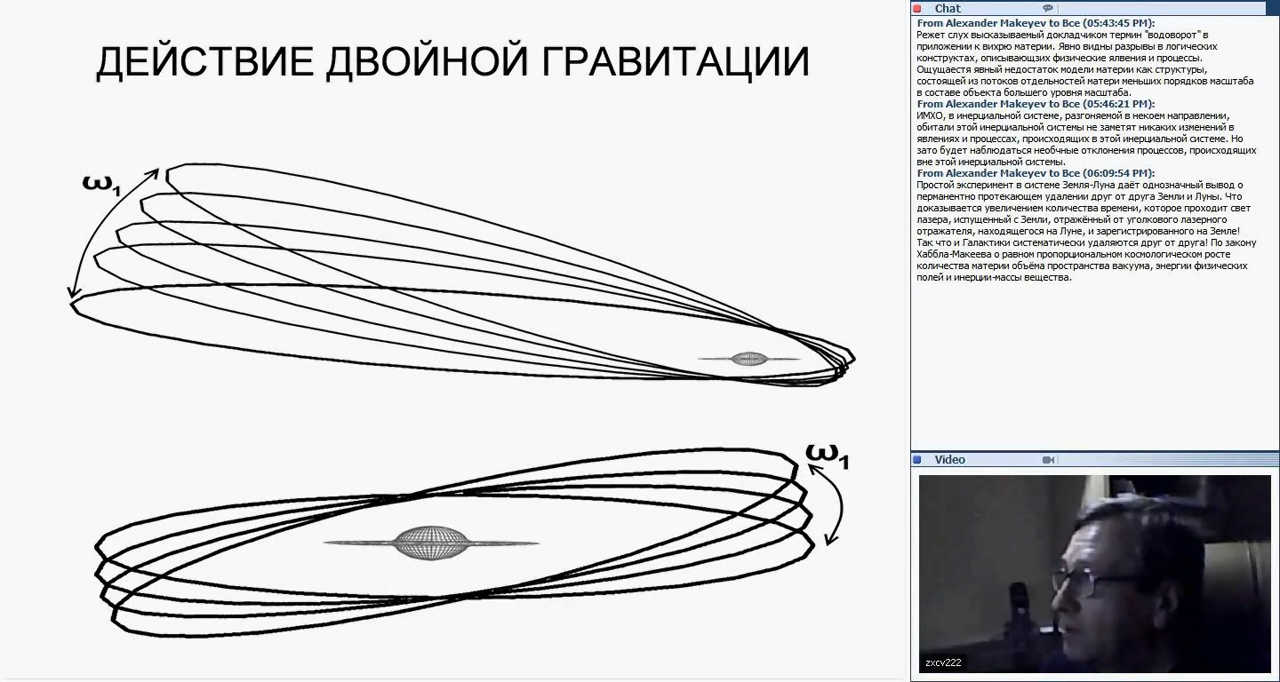 ДЕЙСТВИЕ ДВОЙНОЙ ГРАВИТАЦИИ
ω1
ω1
Chat
From Alexander Makeyev to Все (05:43:45 PM):
Режет слух высказываемый докладчиком термин "водоворот" в
приложении к вихрю материи. Явно видны разрывы в логических
конструктах, описывающзих физические ялвения и процессы.
Ощущаестя явный недостаток модели материи как структуры,
состоящей из потоков отдельностей матери меньших порядков масштаба
в составе объекта большего уровня масштаба.
From Alexander Makeyev to Все (05:46:21 PM):
ИМХО, в инерциальной системе, разгоняемой в некоем направлении,
обитали этой инерциальной системы не заметят никаких изменений в
явлениях и процессах, происходящих в этой инерциальной системе. Но
зато будет наблюдаться необчные отклонения процессов, происходящих
вне этой инерциальной системы.
From Alexander Makeyev to Все (06:09:54 PM):
Простой эксперимент в системе Земля-Луна даёт однозначный вывод о
перманентно протекающем удалении друг от друга Земли и Луны. Что
доказывается увеличением количества времени, которое проходит свет
лазера, испущенный с Земли, отражённый от уголкового лазерного
отражателя, находящегося на Луне, и зарегистрированного на Земле!
Так что и Галактики систематически удаляются друг от друга! По закону
Хаббла-Макеева о равном пропорциональном космологическом росте
количества материи объёма пространства вакуума, энергии физических
полей и инерции-массы вещества.
Video
zxcv222